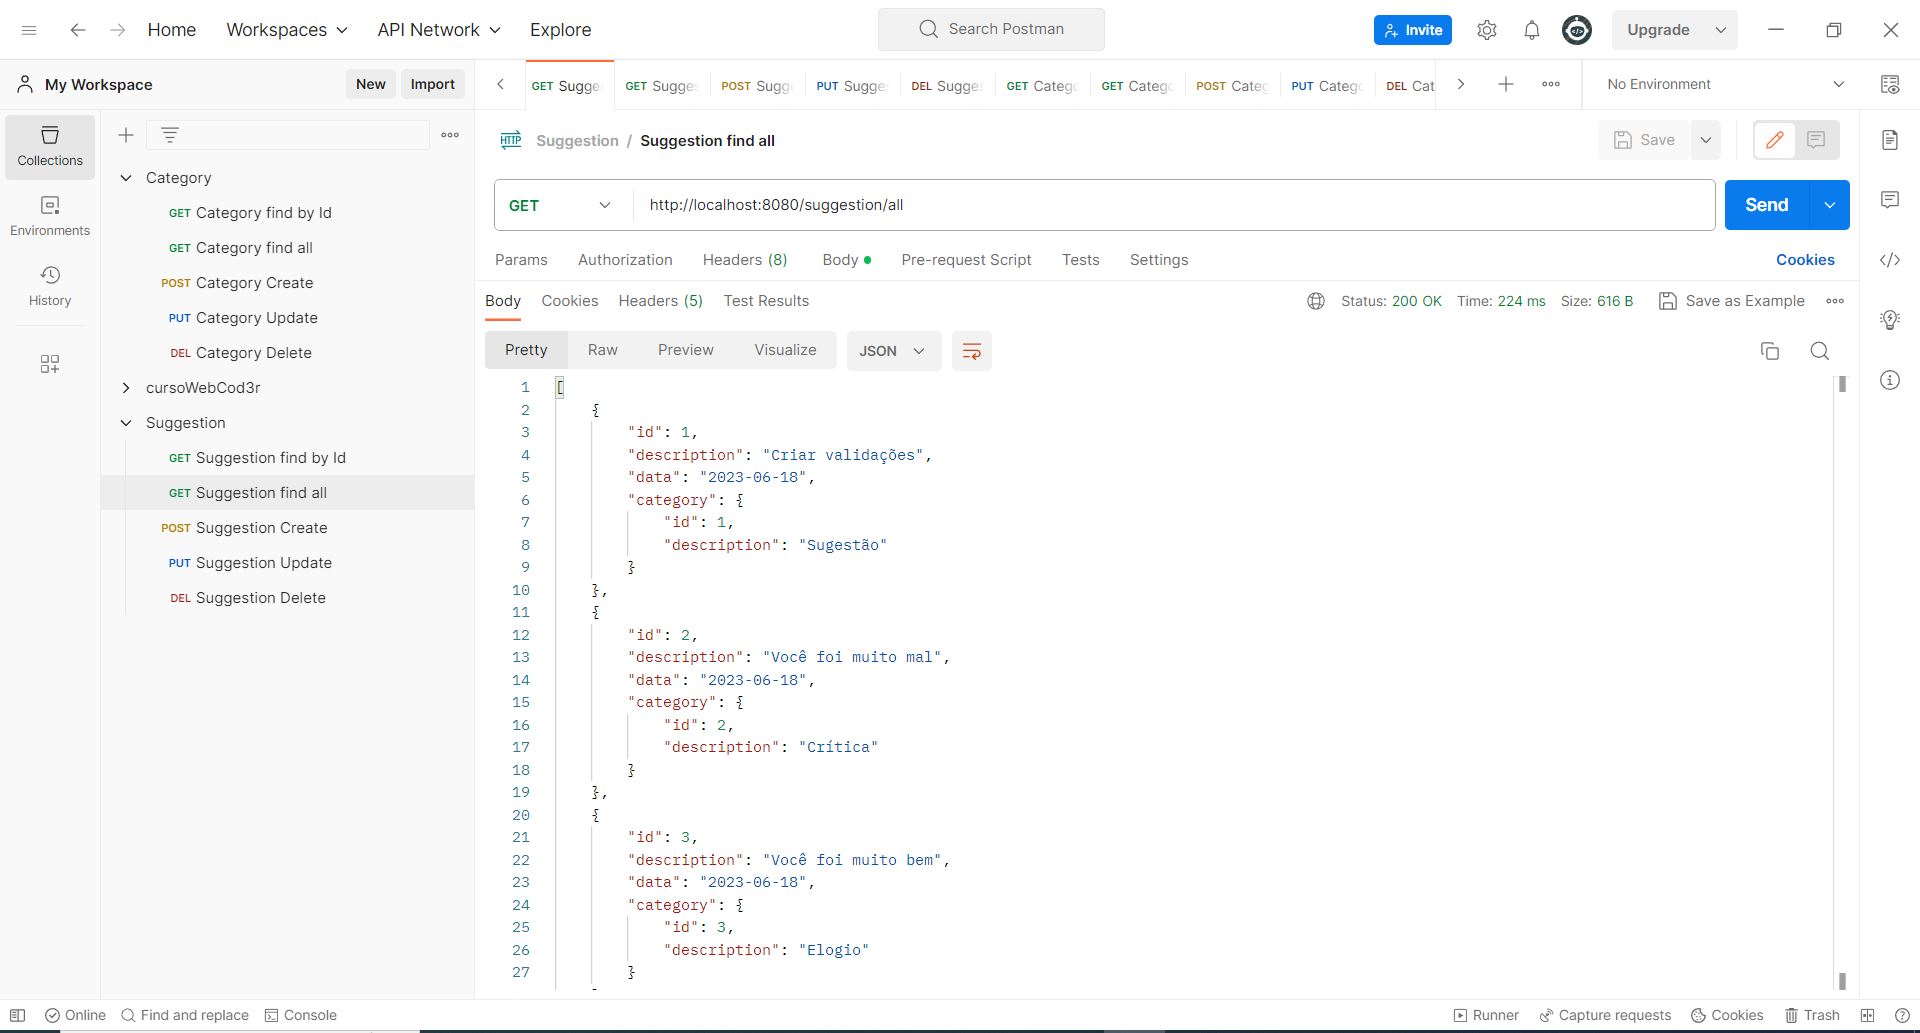 Home Workspaces API Network Explore Search Postman Invite Upgrade
My Workspace New Import
GET Sugge GET Sugge POST Sugg PUT Sugge DEL Sugge GET Categ GET Categ POST Categ PUT Categ DEL Cat No Environment
Collections
Environments
History
Category
GET Category find by Id
GET Category find all
POST Category Create
PUT Category Update
DEL Category Delete
cursoWebCod3r
Suggestion
GET Suggestion find by Id
GET Suggestion find all
POST Suggestion Create
PUT Suggestion Update
DEL Suggestion Delete
HTTP Suggestion / Suggestion find all Save
GET http://localhost:8080/suggestion/all Send
Params Authorization Headers (8) Body Pre-request Script Tests Settings Cookies
Body Cookies Headers (5) Test Results Status: 200 OK Time: 224 ms Size: 616 B Save as Example
Pretty Raw Preview Visualize JSON
1 [
2 {
3 "id": 1,
4 "description": "Criar validações",
5 "data": "2023-06-18",
6 "category": {
7 "id": 1,
8 "description": "Sugestão"
9 }
10 },
11 {
12 "id": 2,
13 "description": "Você foi muito mal",
14 "data": "2023-06-18",
15 "category": {
16 "id": 2,
17 "description": "Crítica"
18 }
19 },
20 {
21 "id": 3,
22 "description": "Você foi muito bem",
23 "data": "2023-06-18",
24 "category": {
25 "id": 3,
26 "description": "Elogio"
27 }
Online Find and replace Console Runner Capture requests Cookies Trash